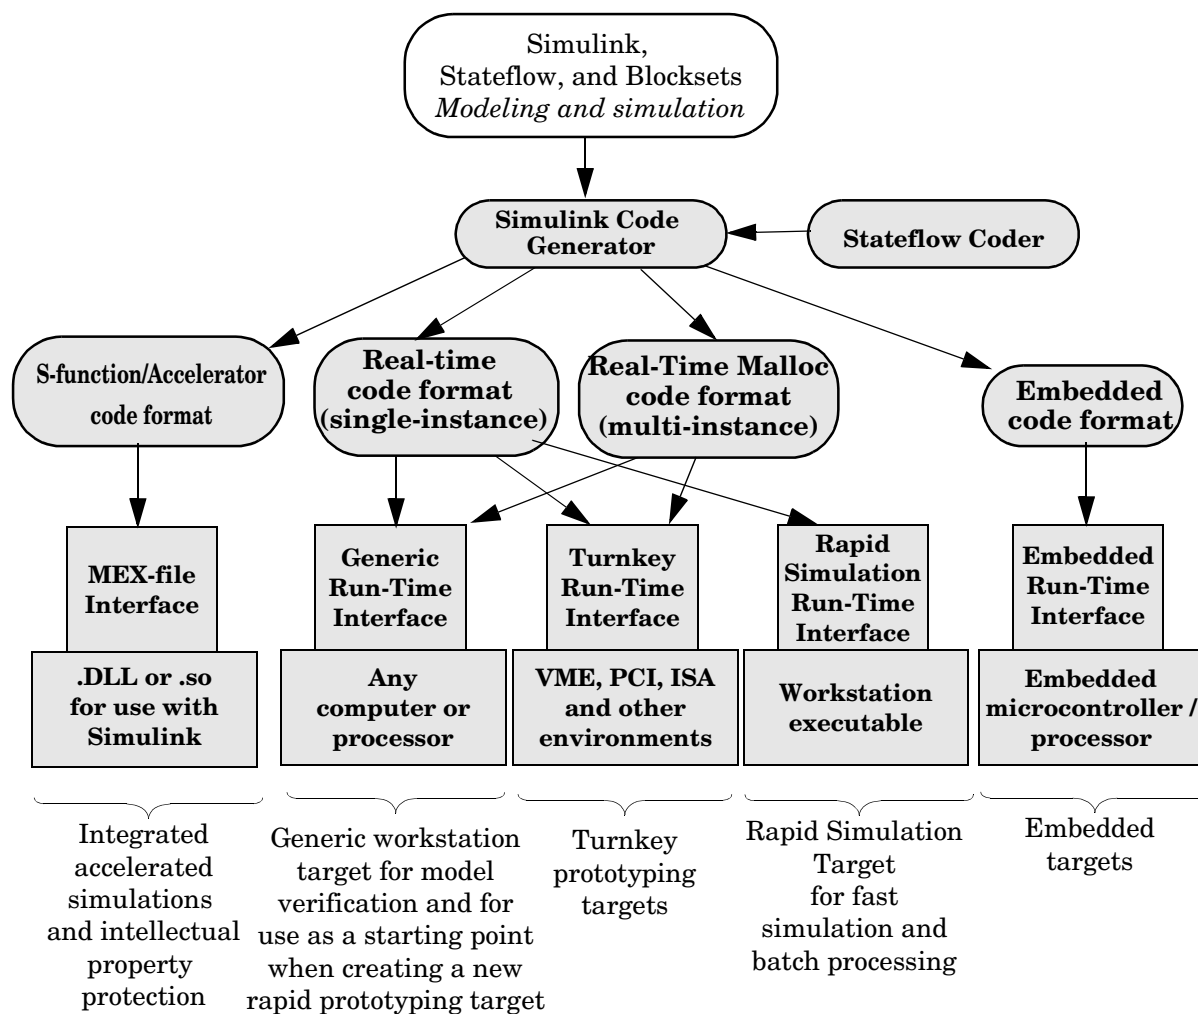 Simulink,
Stateflow, and Blocksets
Modeling and simulation
Simulink Code
Generator
Stateflow Coder
S-function/Accelerator
code format
Real-time
code format
(single-instance)
Real-Time Malloc
code format
(multi-instance)
Embedded
code format
MEX-file
Interface
Generic
Run-Time
Interface
Turnkey
Run-Time
Interface
Rapid
Simulation
Run-Time
Interface
Embedded
Run-Time
Interface
.DLL or .so
for use with
Simulink
Any
computer or
processor
VME, PCI, ISA
and other
environments
Workstation
executable
Embedded
microcontroller /
processor
Integrated
accelerated
simulations
and intellectual
property
protection
Generic workstation
target for model
verification and for
use as a starting point
when creating a new
rapid prototyping target
Turnkey
prototyping
targets
Rapid Simulation
Target
for fast
simulation and
batch processing
Embedded
targets